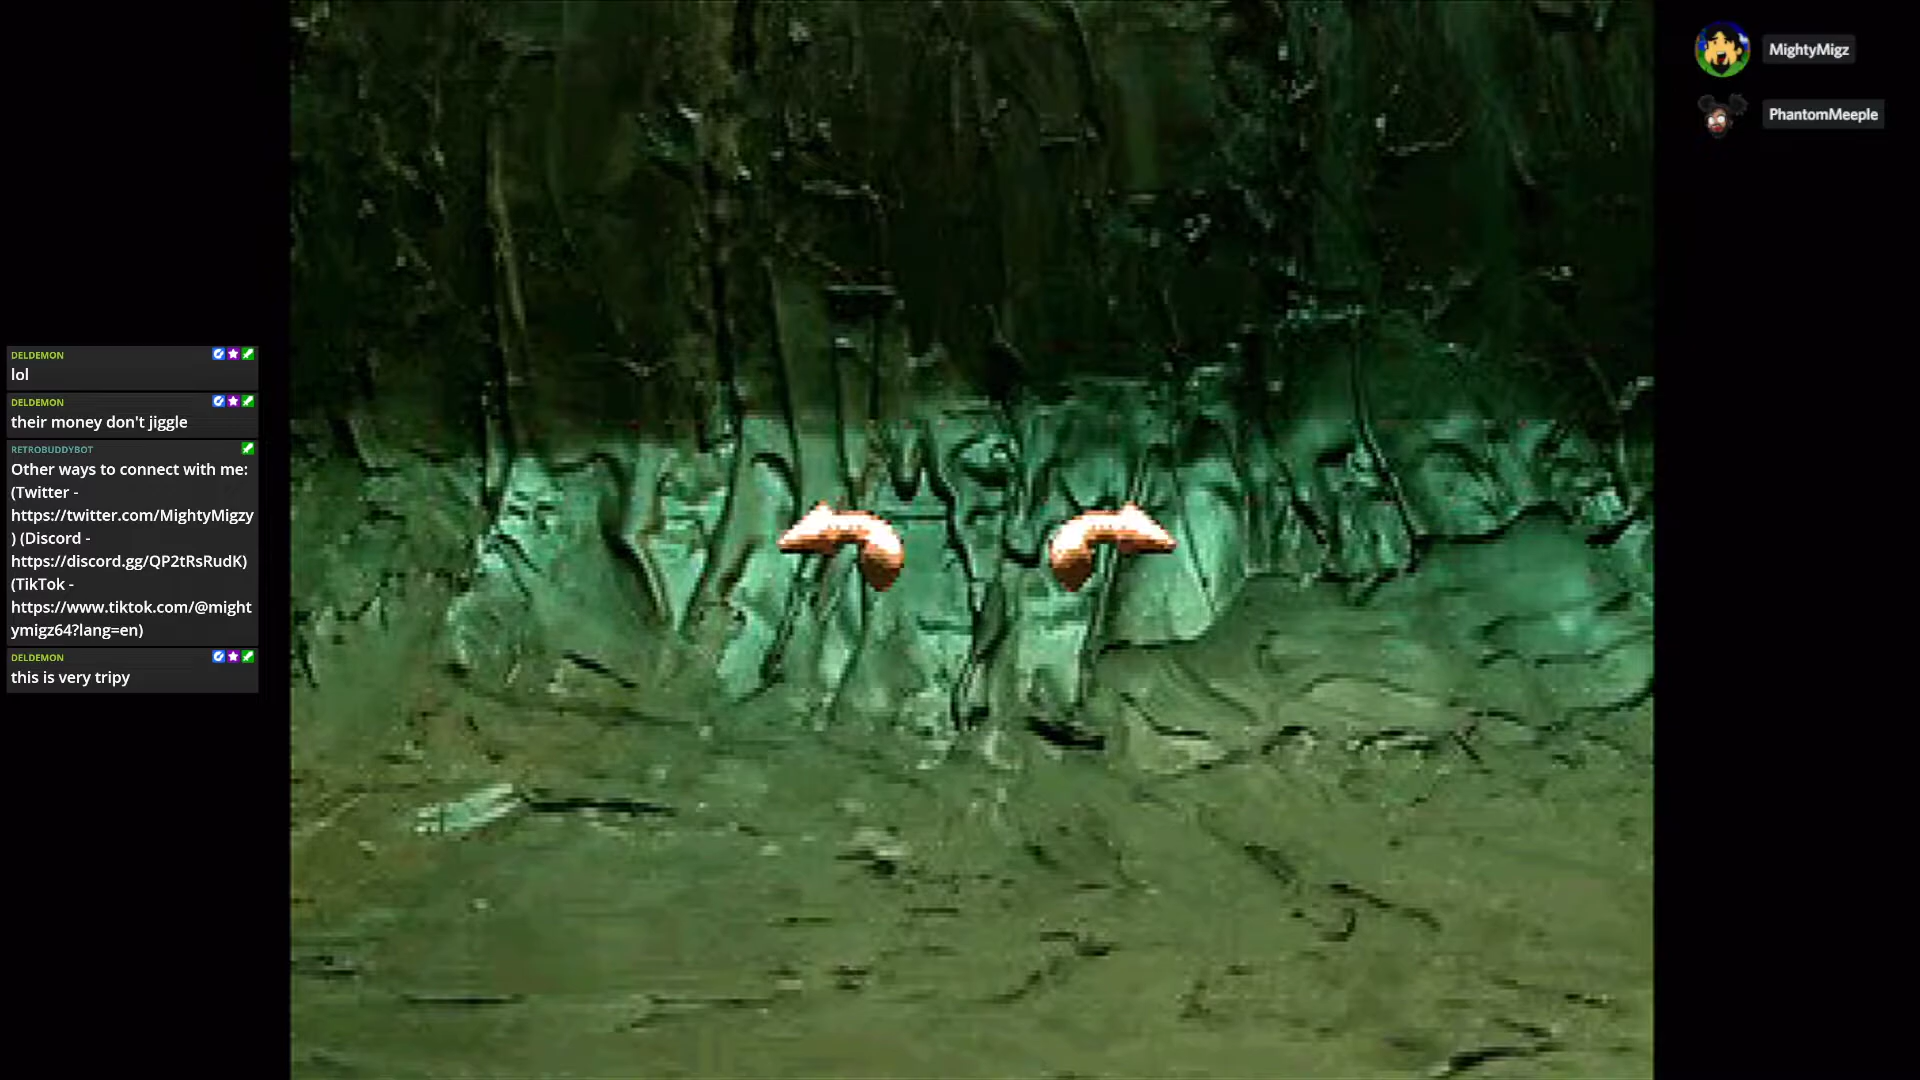 MightyMigz
PhantomMeeple
DELDEMON
lol
DELDEMON
their money don't jiggle
RETROBUDDYBOT
Other ways to connect with me:
(Twitter -
https://twitter.com/MightyMigzy
) (Discord -
https://discord.gg/QP2tRsRudK)
(TikTok -
https://www.tiktok.com/@might
ymigz64?lang=en)
DELDEMON
this is very tripy